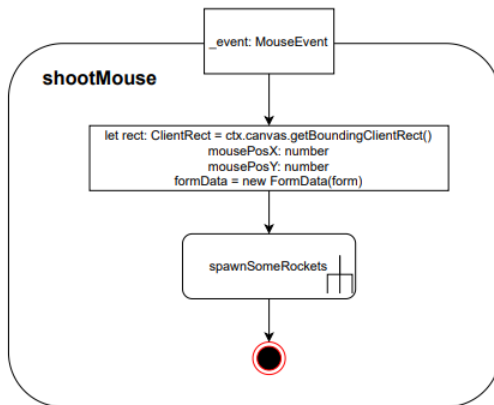 _event: MouseEvent
shootMouse
let rect: ClientRect = ctx.canvas.getBoundingClientRect()
mousePosX: number
mousePosY: number
formData = new FormData(form)
spawnSomeRockets